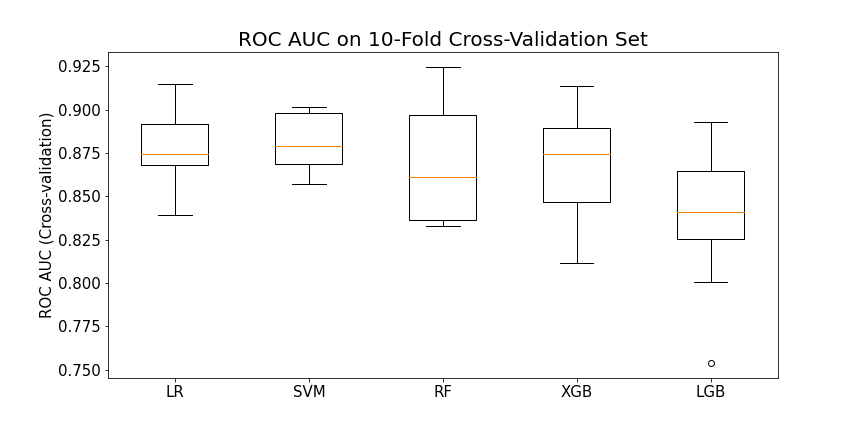 ROC AUC on 10-Fold Cross-Validation Set
ROC AUC (Cross-validation)
0.925
0.900
0.875
0.850
0.825
0.800
0.775
0.750
LR SVM RF XGB LGB